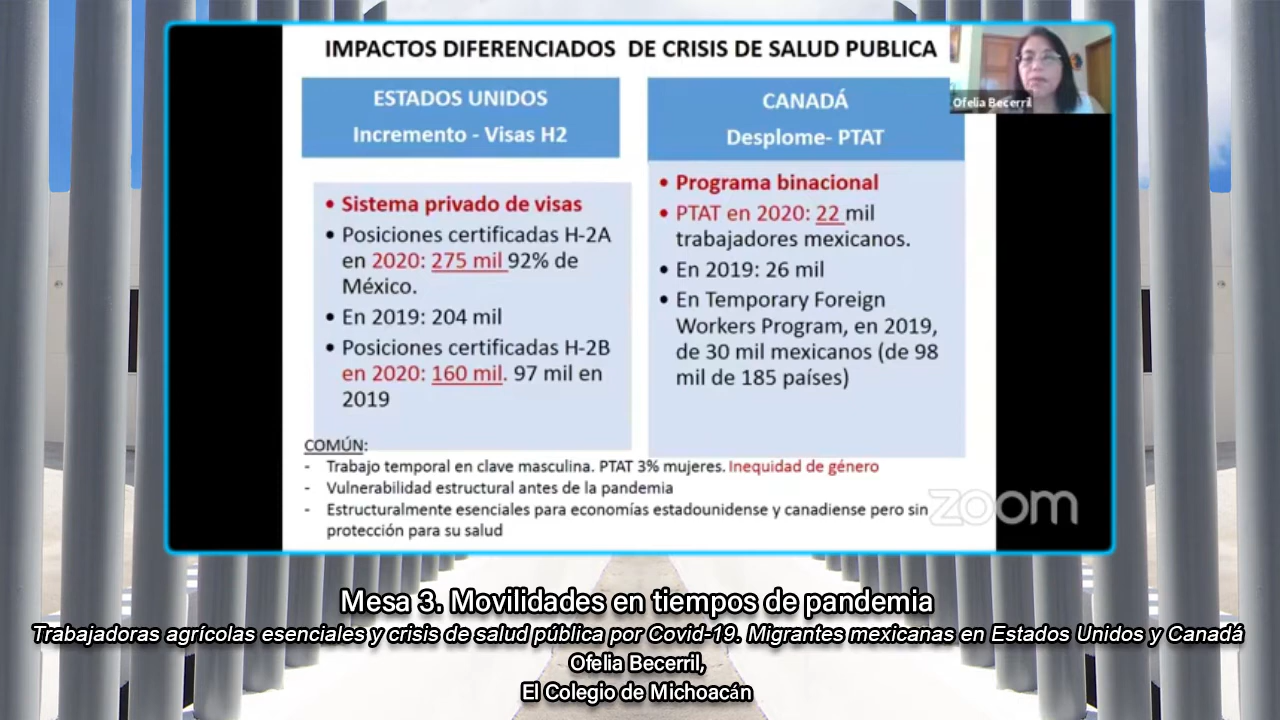 IMPACTOS DIFERENCIADOS DE CRISIS DE SALUD PUBLICA
Ofelia Becerril
ESTADOS UNIDOS
Incremento - Visas H2
• Sistema privado de visas
• Posiciones certificadas H-2A
en 2020: 275 mil 92% de
México.
• En 2019: 204 mil
• Posiciones certificadas H-2B
en 2020: 160 mil. 97 mil en
2019
CANADÁ
Desplome- PTAT
• Programa binacional
• PTAT en 2020: 22 mil
trabajadores mexicanos.
• En 2019: 26 mil
• En Temporary Foreign
Workers Program, en 2019,
de 30 mil mexicanos (de 98
mil de 185 países)
COMÚN:
- Trabajo temporal en clave masculina. PTAT 3% mujeres. Inequidad de género
- Vulnerabilidad estructural antes de la pandemia
- Estructuralmente esenciales para economías estadounidense y canadiense pero sin
protección para su salud
zoom
Mesa 3. Movilidades en tiempos de pandemia
Trabajadoras agrícolas esenciales y crisis de salud pública por Covid-19. Migrantes mexicanas en Estados Unidos y Canadá
Ofelia Becerril,
El Colegio de Michoacán